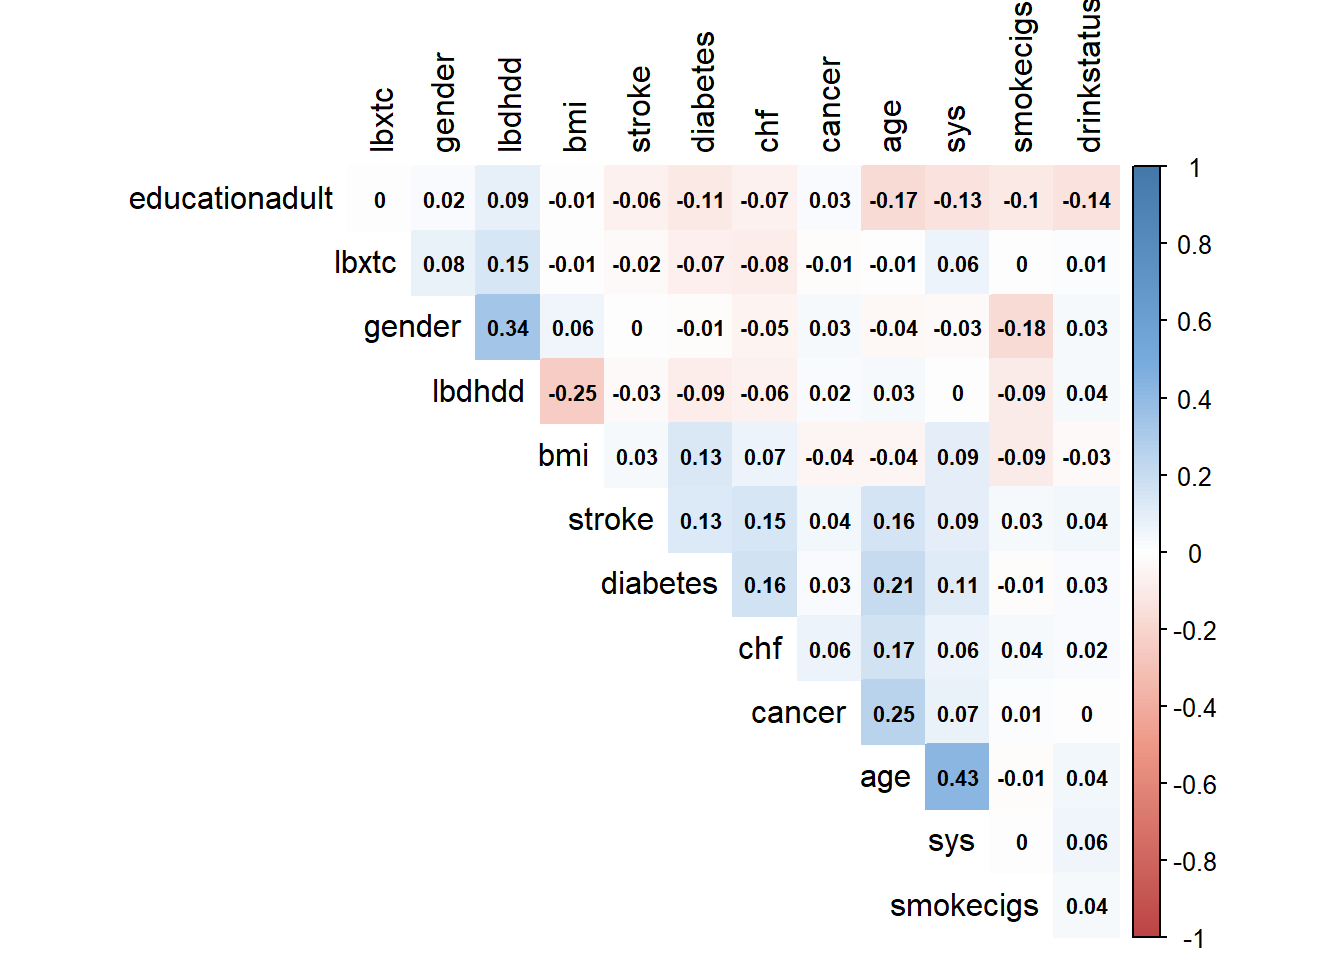 lbxtc gender lbdhdd bmi stroke diabetes chf cancer age sys smokecigs drinkstatus
educationadult 0 0.02 0.09 -0.01 -0.06 -0.11 -0.07 0.03 -0.17 -0.13 -0.1 -0.14
lbxtc 0.08 0.15 -0.01 -0.02 -0.07 -0.08 -0.01 -0.01 0.06 0 0.01
gender 0.34 0.06 0 -0.01 -0.05 0.03 -0.04 -0.03 -0.18 0.03
lbdhdd -0.25 -0.03 -0.09 -0.06 0.02 0.03 0 -0.09 0.04
bmi 0.03 0.13 0.07 -0.04 -0.04 0.09 -0.09 -0.03
stroke 0.13 0.15 0.04 0.16 0.09 0.03 0.04
diabetes 0.16 0.03 0.21 0.11 -0.01 0.03
chf 0.06 0.17 0.06 0.04 0.02
cancer 0.25 0.07 0.01 0
age 0.43 -0.01 0.04
sys 0 0.06
smokecigs 0.04
1
0.8
0.6
0.4
0.2
0
-0.2
-0.4
-0.6
-0.8
-1